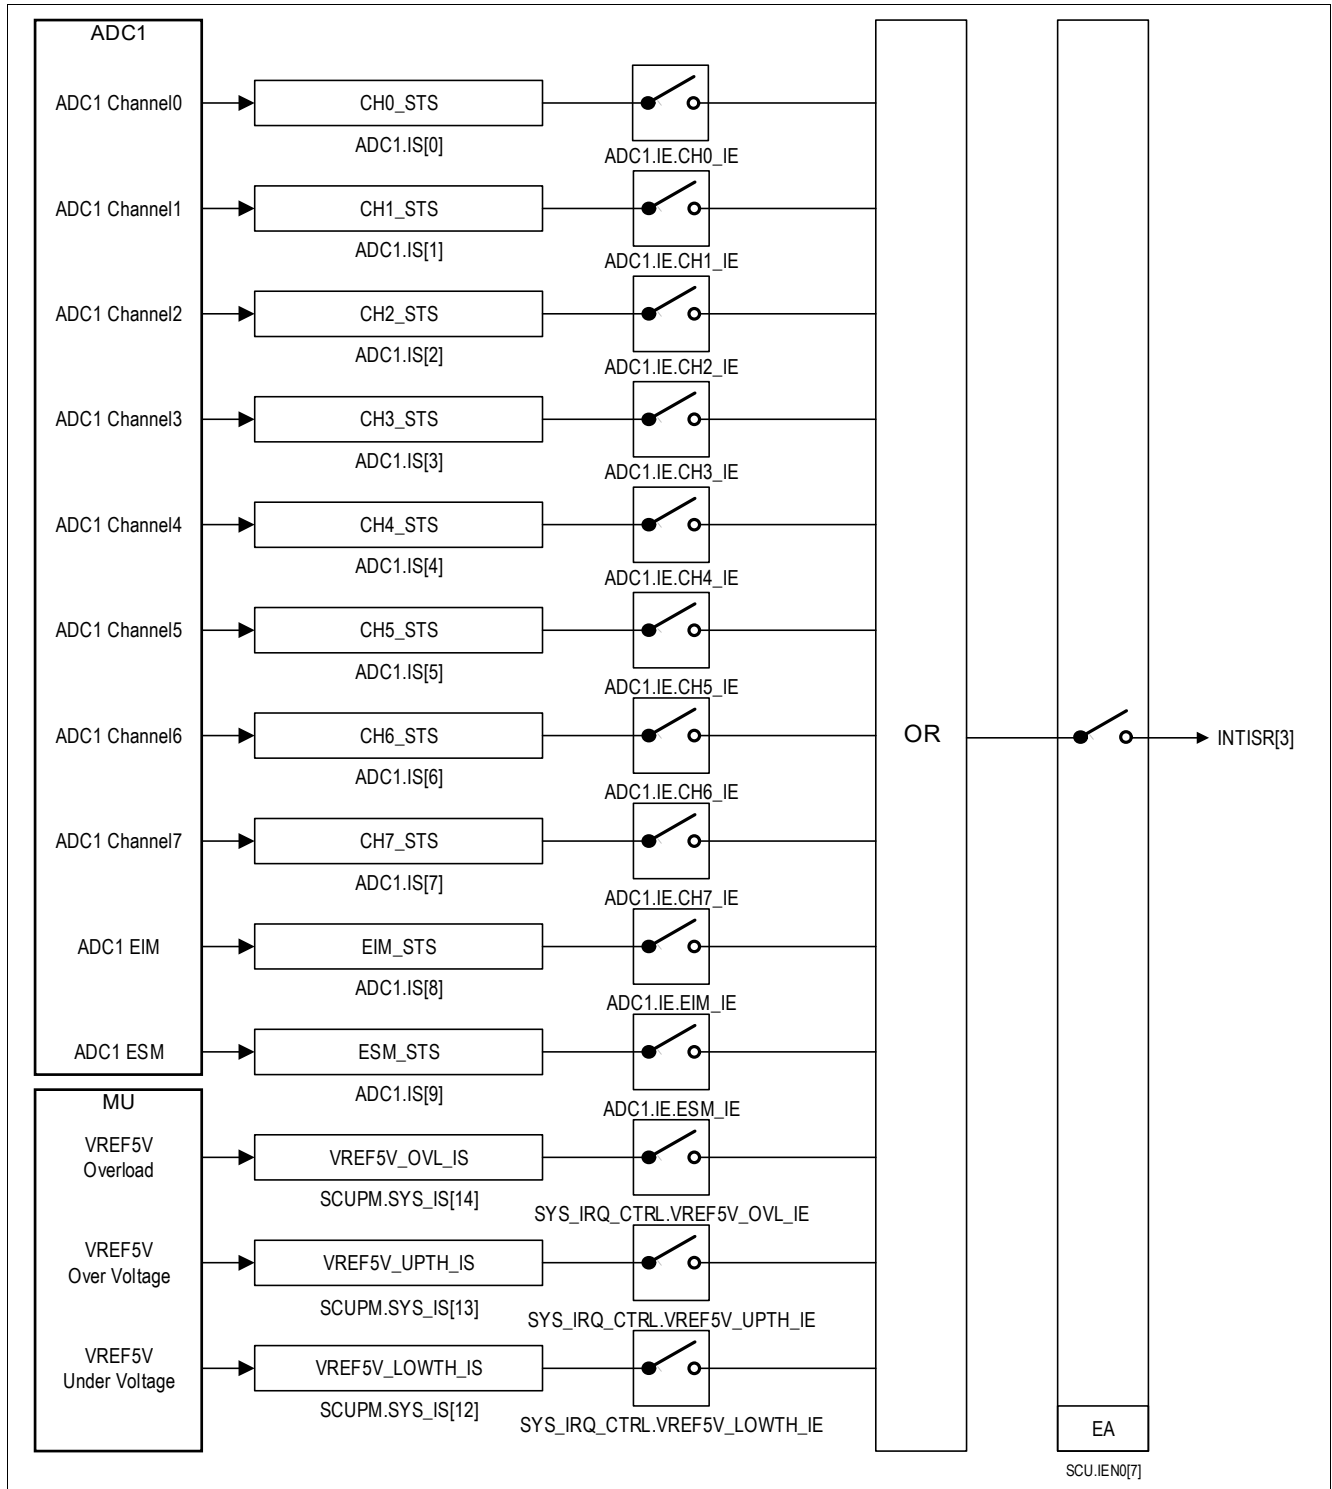 ADC1
ADC1 Channel0
CH0_STS
ADC1.IS[0]
ADC1.IE.CH0_IE
ADC1 Channel1
CH1_STS
ADC1.IS[1]
ADC1.IE.CH1_IE
ADC1 Channel2
CH2_STS
ADC1.IS[2]
ADC1.IE.CH2_IE
ADC1 Channel3
CH3_STS
ADC1.IS[3]
ADC1.IE.CH3_IE
ADC1 Channel4
CH4_STS
ADC1.IS[4]
ADC1.IE.CH4_IE
ADC1 Channel5
CH5_STS
ADC1.IS[5]
ADC1.IE.CH5_IE
ADC1 Channel6
CH6_STS
ADC1.IS[6]
ADC1.IE.CH6_IE
ADC1 Channel7
CH7_STS
ADC1.IS[7]
ADC1.IE.CH7_IE
ADC1 EIM
EIM_STS
ADC1.IS[8]
ADC1.IE.EIM_IE
ADC1 ESM
ESM_STS
ADC1.IS[9]
ADC1.IE.ESM_IE
MU
VREF5V
Overload
VREF5V_OVL_IS
SCUPM.SYS_IS[14]
SYS_IRQ_CTRL.VREF5V_OVL_IE
VREF5V
Over Voltage
VREF5V_UPTH_IS
SCUPM.SYS_IS[13]
SYS_IRQ_CTRL.VREF5V_UPTH_IE
VREF5V
Under Voltage
VREF5V_LOWTH_IS
SCUPM.SYS_IS[12]
SYS_IRQ_CTRL.VREF5V_LOWTH_IE
OR
INTISR[3]
EA
SCU.IEN0[7]